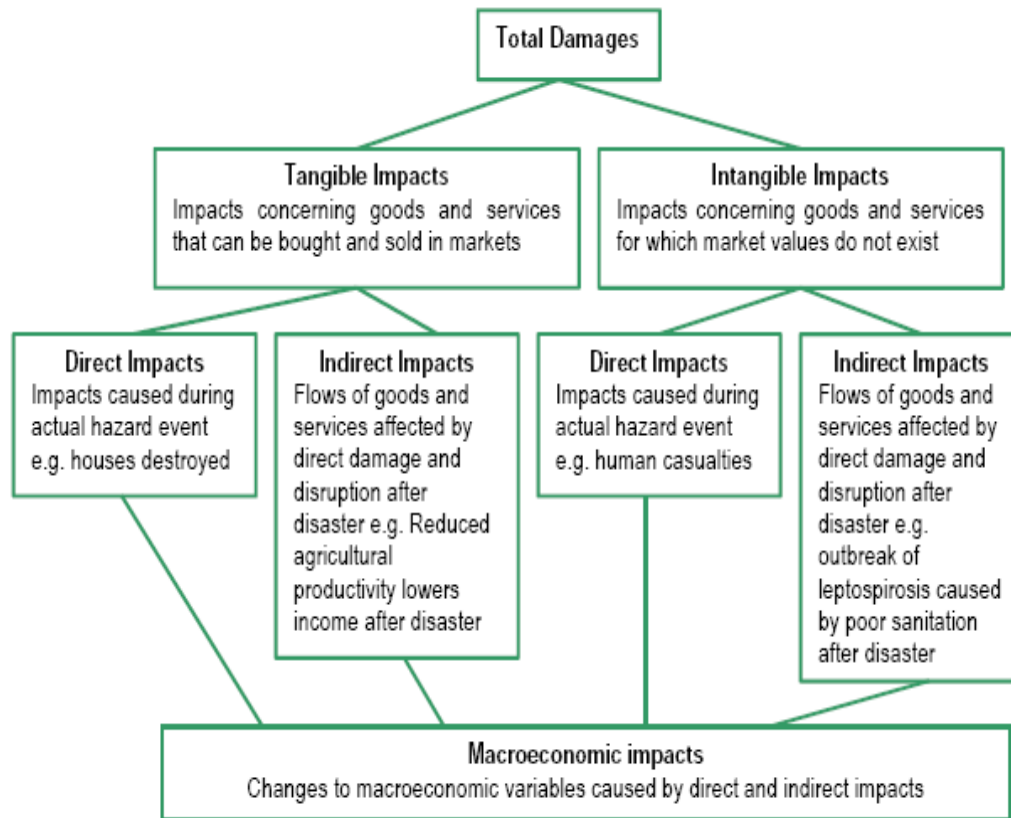 Total Damages
Tangible Impacts
Impacts concerning goods and services
that can be bought and sold in markets
Intangible Impacts
Impacts concerning goods and services
for which market values do not exist
Direct Impacts
Impacts caused during
actual hazard event
e.g. houses destroyed
Indirect Impacts
Flows of goods and
services affected by
direct damage and
disruption after
disaster e.g. Reduced
agricultural
productivity lowers
income after disaster
Direct Impacts
Impacts caused during
actual hazard event
e.g. human casualties
Indirect Impacts
Flows of goods and
services affected by
direct damage and
disruption after
disaster e.g.
outbreak of
leptospirosis caused
by poor sanitation
after disaster
Macroeconomic impacts
Changes to macroeconomic variables caused by direct and indirect impacts